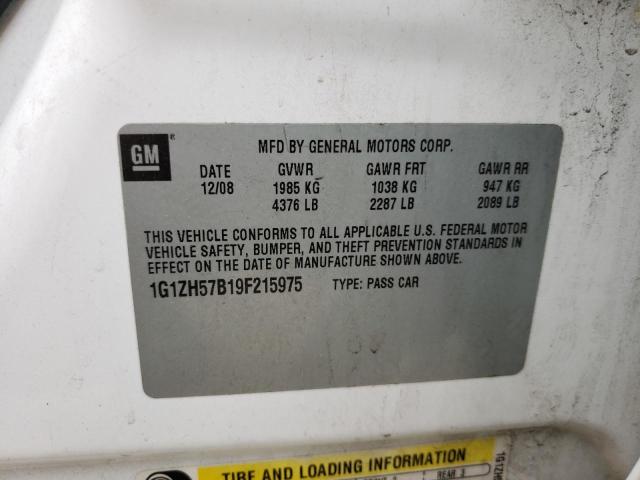 GM ®
MFD BY GENERAL MOTORS CORP.
DATE GVWR GAWR FRT GAWR RR
12/08 1985 KG 1038 KG 947 KG
4376 LB 2287 LB 2089 LB
THIS VEHICLE CONFORMS TO ALL APPLICABLE U.S. FEDERAL MOTOR
VEHICLE SAFETY, BUMPER, AND THEFT PREVENTION STANDARDS IN
EFFECT ON THE DATE OF MANUFACTURE SHOWN ABOVE.
1G1ZH57B19F215975 TYPE: PASS CAR
TIRE AND LOADING INFORMATION
REAR 3
1G1ZH5